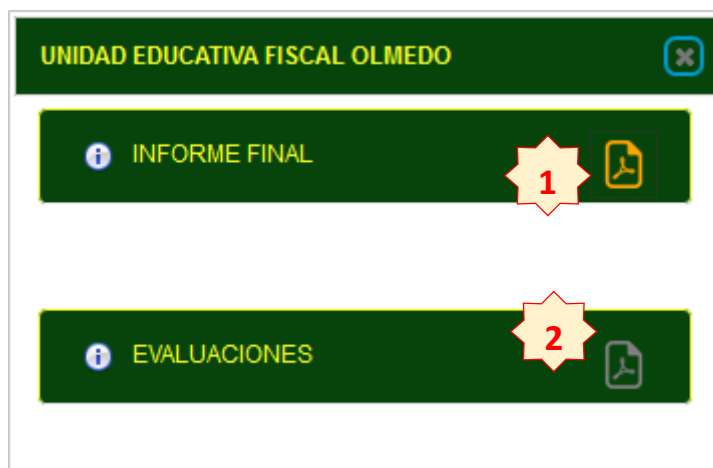 UNIDAD EDUCATIVA FISCAL OLMEDO
INFORME FINAL
1
EVALUACIONES
2